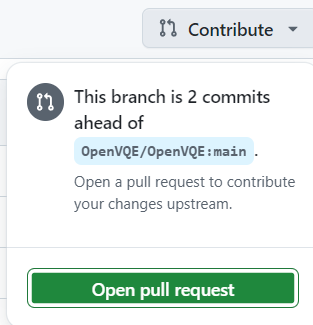 Contribute
This branch is 2 commits
ahead of
OpenVQE/OpenVQE:main.
Open a pull request to contribute
your changes upstream.
Open pull request